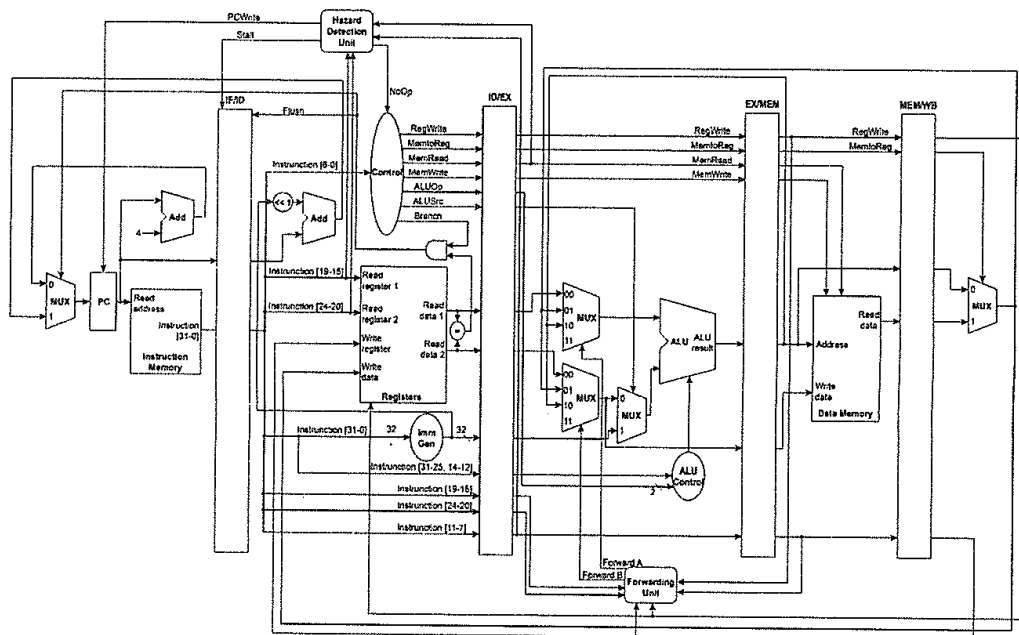 PCWrite
Hazard
Detection
Unit
Stall
NoOp
IF/ID
ID/EX
EX/MEM
MEM/WB
Flush
RegWrite
MemtoReg
MemRead
MemWrite
ALUOp
ALUSrc
Branch
Control
RegWrite
MemtoReg
MemRead
MemWrite
RegWrite
MemtoReg
Instruction [6-0]
<< 1
Add
Add
4
0
MUX
1
PC
Read
address
Instruction
[31-0]
Instruction
Memory
Instruction [19-15]
Instruction [24-20]
Read
register 1
Read
register 2
Write
register
Write
data
Read
data 1
=
Read
data 2
Registers
00
01
10
11
MUX
00
01
10
11
MUX
0
MUX
1
ALU
ALU
result
Address
Read
data
Write
data
Data Memory
0
MUX
1
Instruction [31-0]
32
Imm
Gen
32
Instruction [31-25, 14-12]
Instruction [19-15]
Instruction [24-20]
Instruction [11-7]
2
ALU
Control
Forward A
Forward B
Forwarding
Unit